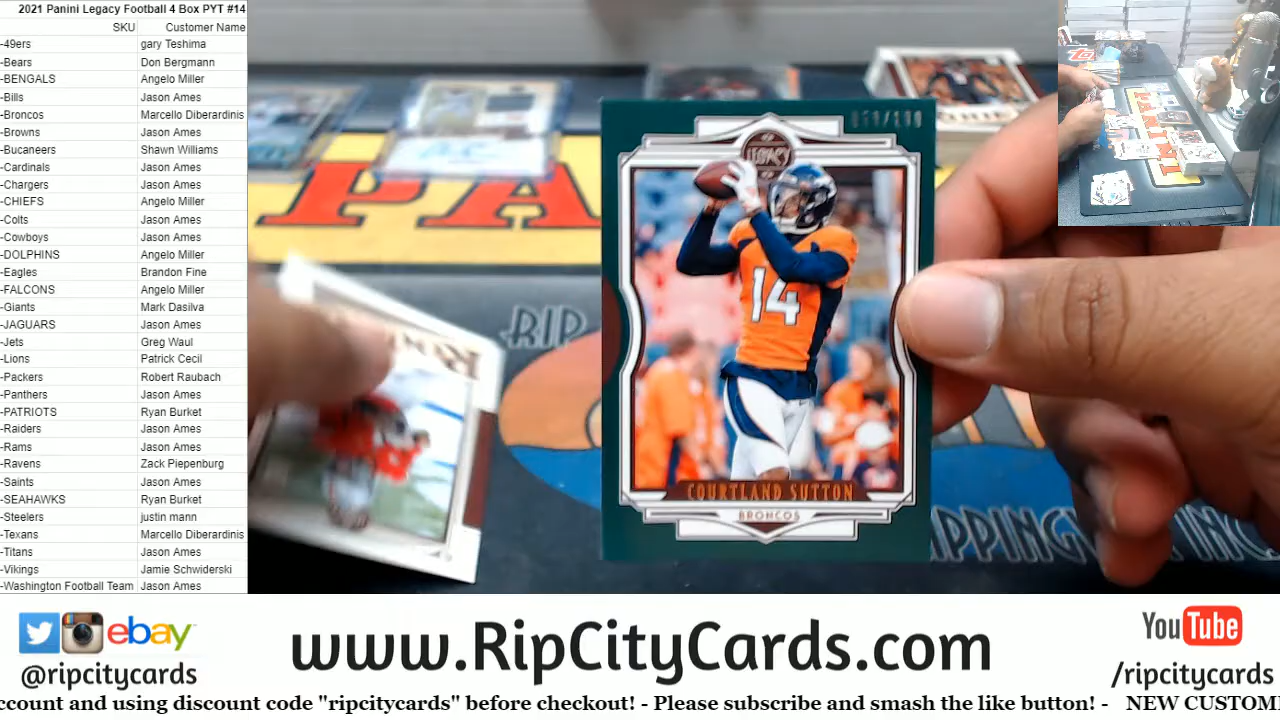 2021 Panini Legacy Football 4 Box PYT #14
SKU Customer Name
-49ers gary Teshima
-Bears Don Bergmann
-BENGALS Angelo Miller
-Bills Jason Ames
-Broncos Marcello Diberardinis
-Browns Jason Ames
-Bucaneers Shawn Williams
-Cardinals Jason Ames
-Chargers Jason Ames
-CHIEFS Angelo Miller
-Colts Jason Ames
-Cowboys Jason Ames
-DOLPHINS Angelo Miller
-Eagles Brandon Fine
-FALCONS Angelo Miller
-Giants Mark Dasilva
-JAGUARS Jason Ames
-Jets Greg Waul
-Lions Patrick Cecil
-Packers Robert Raubach
-Panthers Jason Ames
-PATRIOTS Ryan Burket
-Raiders Jason Ames
-Rams Jason Ames
-Ravens Zack Piepenburg
-Saints Jason Ames
-SEAHAWKS Ryan Burket
-Steelers justin mann
-Texans Marcello Diberardinis
-Titans Jason Ames
-Vikings Jamie Schwiderski
-Washington Football Team Jason Ames
PA
RIP
LEGACY
14
COURTLAND SUTTON
BRONCOS
ebay
@ripcitycards
www.RipCityCards.com
YouTube
/ripcitycards
ccount and using discount code "ripcitycards" before checkout! - Please subscribe and smash the like button! - NEW CUSTOM